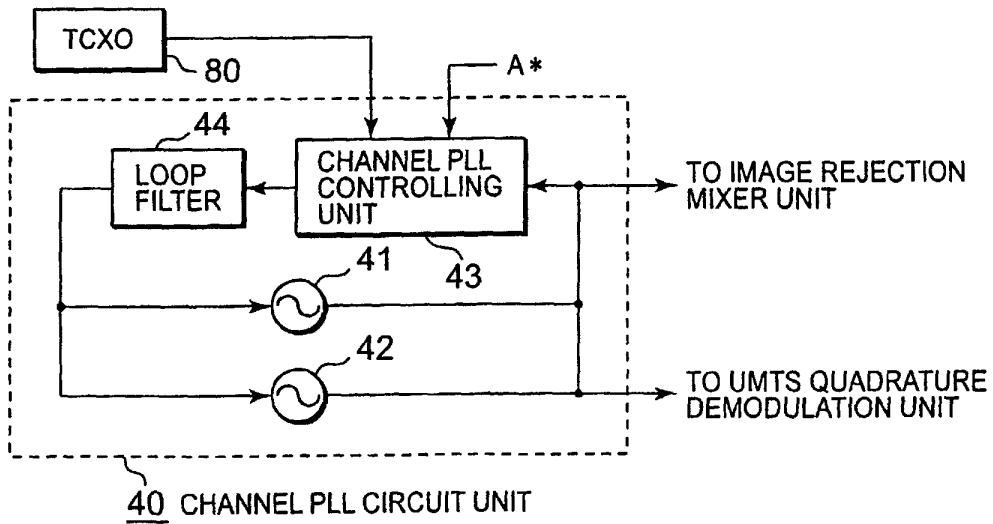 TCXO
80
A*
44
LOOP
FILTER
CHANNEL PLL
CONTROLLING
UNIT
TO IMAGE REJECTION
MIXER UNIT
41
43
42
TO UMTS QUADRATURE
DEMODULATION UNIT
40 CHANNEL PLL CIRCUIT UNIT